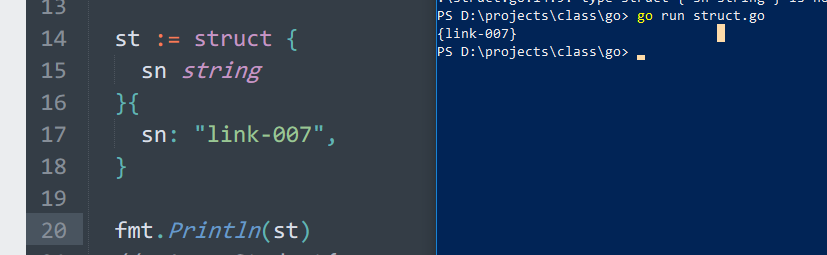 13
14 st := struct {
15 sn string
16 }{
17 sn: "link-007",
18 }
19
20 fmt.Println(st)
PS D:\projects\class\go> go run struct.go
{link-007}
PS D:\projects\class\go>